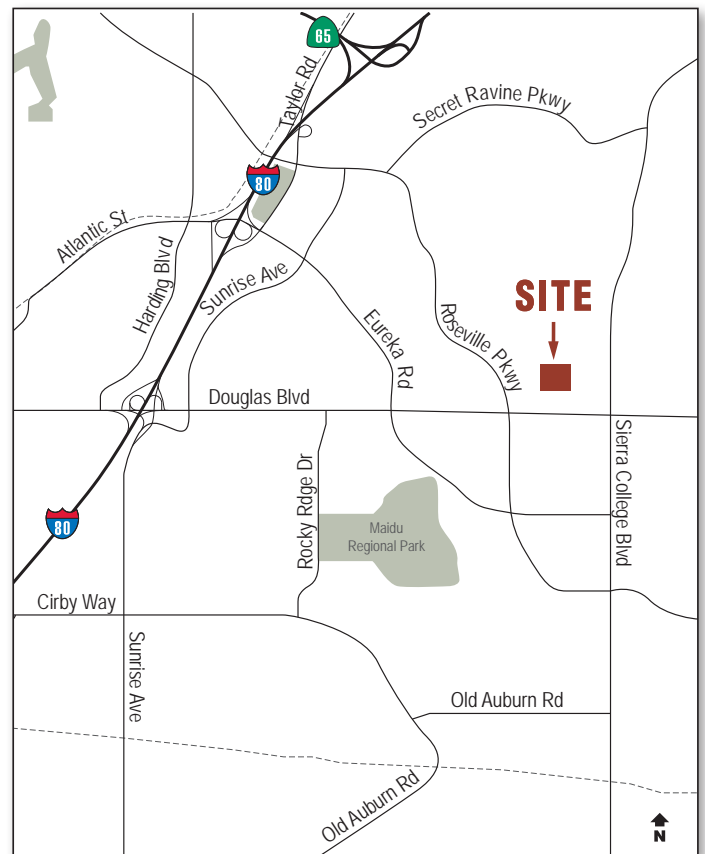 65
Taylor Rd
Secret Ravine Pkwy
80
Atlantic St
Harding Blvd
Sunrise Ave
SITE
Eureka Rd
Roseville Pkwy
Douglas Blvd
Sierra College Blvd
Rocky Rdge Dr
80
Maidu
Regional Park
Cirby Way
Sunrise Ave
Old Auburn Rd
Old Auburn Rd
N